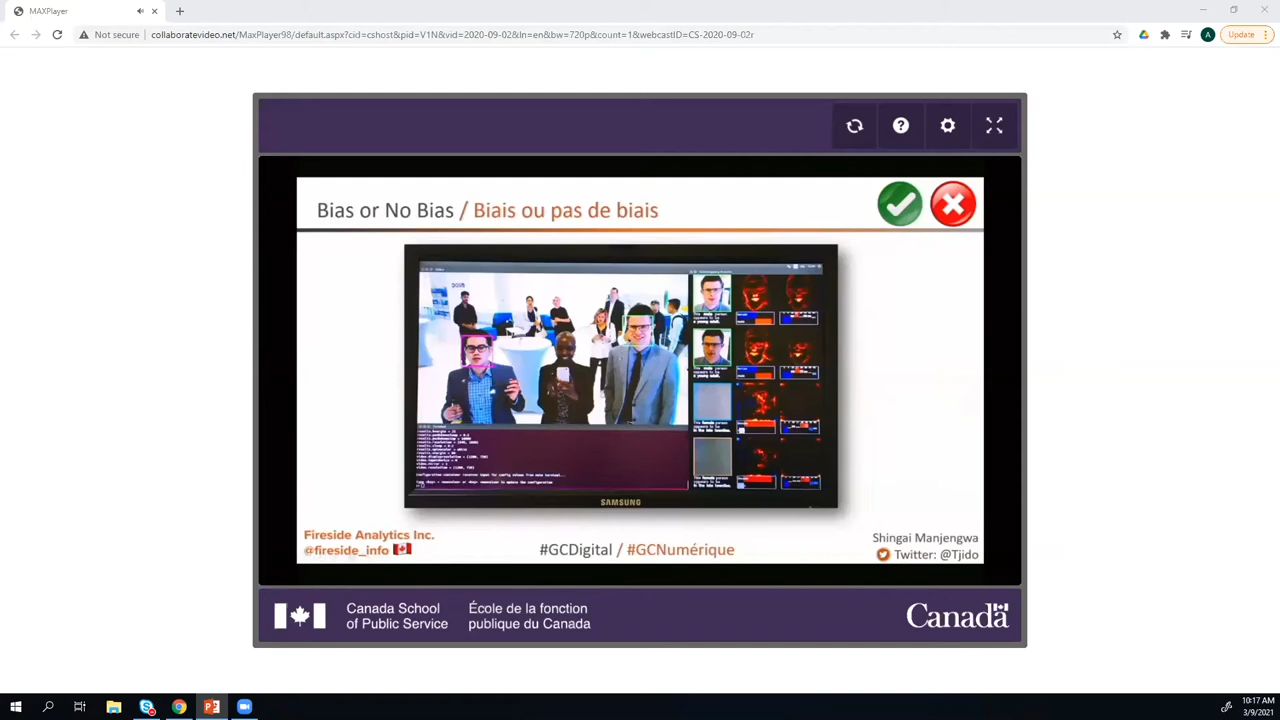 MAXPlayer
Not secure
collaboratevideo.net/MaxPlayer98/default.aspx?cid=cshost&pid=V1N&vid=2020-09-02&ln=en&bw=720p&count=1&webcastID=CS-2020-09-02r
A
Update
Bias or No Bias / Biais ou pas de biais
SAMSUNG
Fireside Analytics Inc.
@fireside_info
#GCDigital / #GCNumérique
Shingai Manjengwa
Twitter: @Tjido
Canada School
of Public Service
École de la fonction
publique du Canada
Canada
10:17 AM
3/9/2021